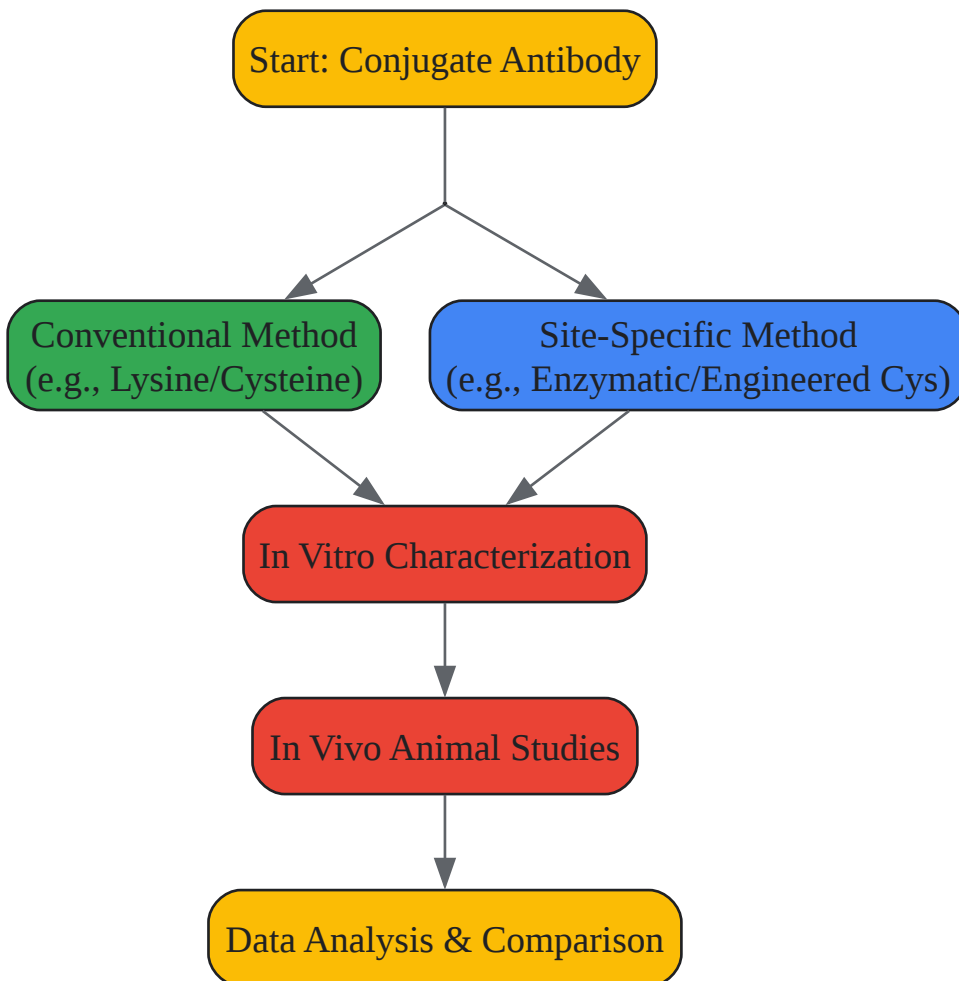 Start: Conjugate Antibody
Conventional Method
(e.g., Lysine/Cysteine)
Site-Specific Method
(e.g., Enzymatic/Engineered Cys)
In Vitro Characterization
In Vivo Animal Studies
Data Analysis & Comparison